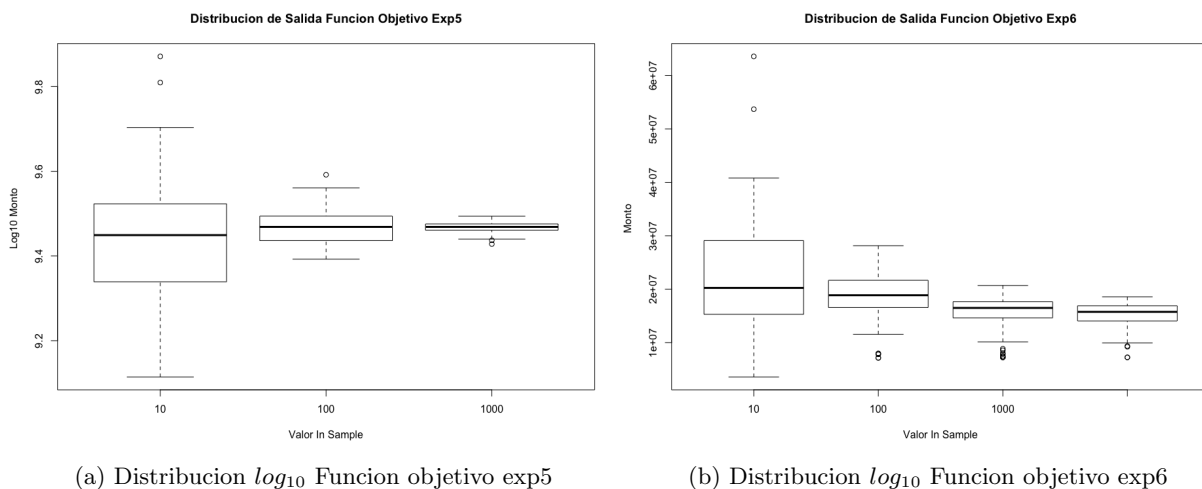 Distribucion de Salida Funcion Objetivo Exp5
Log10 Monto
9.8
9.6
9.4
9.2
10
100
1000
Valor In Sample
(a) Distribucion log10 Funcion objetivo exp5
Distribucion de Salida Funcion Objetivo Exp6
Monto
6e+07
5e+07
4e+07
3e+07
2e+07
1e+07
10
100
1000
Valor In Sample
(b) Distribucion log10 Funcion objetivo exp6